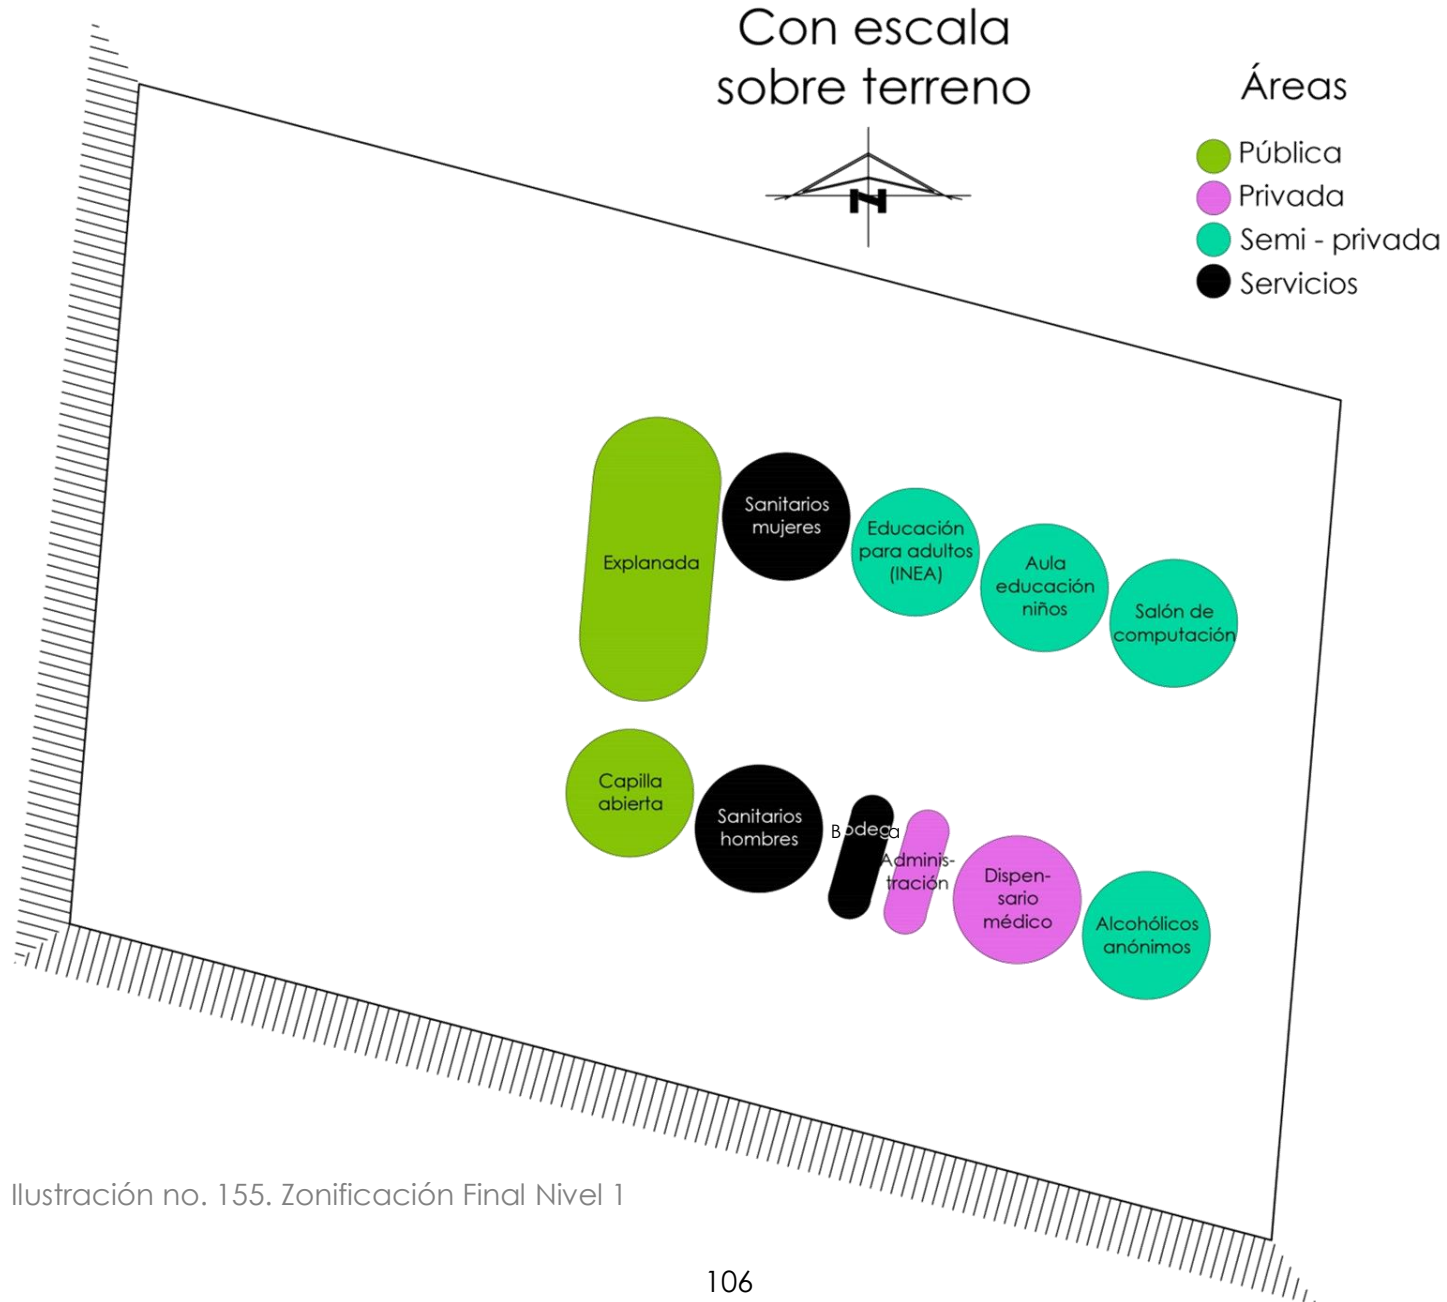 Con escala
sobre terreno
N
Áreas
Pública
Privada
Semi - privada
Servicios
Explanada
Sanitarios
mujeres
Educación
para adultos
(INEA)
Aula
educación
niños
Salón de
computación
Capilla
abierta
Sanitarios
hombres
Bodega
Adminis-
tración
Dispen-
sario
médico
Alcohólicos
anónimos
Ilustración no. 155. Zonificación Final Nivel 1
106